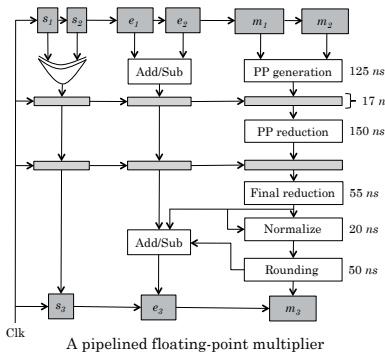 s1 s2 e1 e2 m1 m2
Add/Sub PP generation 125 ns
17 n
PP reduction 150 ns
Final reduction 55 ns
Add/Sub Normalize 20 ns
Rounding 50 ns
s3 e3 m3
Clk
A pipelined floating-point multiplier